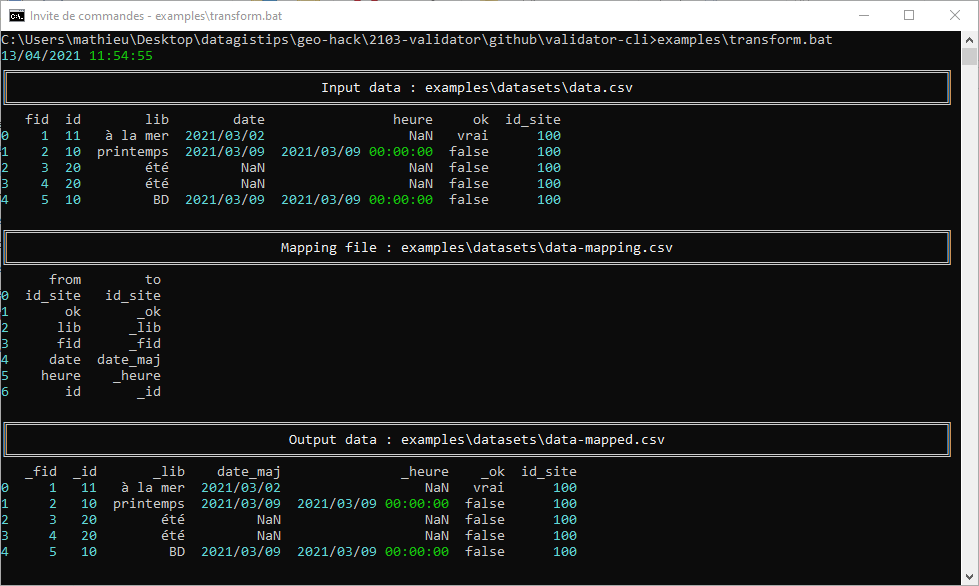 Invite de commandes - examples\transform.bat
C:\Users\mathieu\Desktop\datagistips\geo-hack\2103-validator\github\validator-cli>examples\transform.bat
13/04/2021 11:54:55
Input data : examples\datasets\data.csv
fid id lib date heure ok id_site
0 1 11 à la mer 2021/03/02 NaN vrai 100
1 2 10 printemps 2021/03/09 2021/03/09 00:00:00 false 100
2 3 20 été NaN NaN false 100
3 4 20 été NaN NaN false 100
4 5 10 BD 2021/03/09 2021/03/09 00:00:00 false 100
Mapping file : examples\datasets\data-mapping.csv
from to
0 id_site id_site
1 ok _ok
2 lib _lib
3 fid _fid
4 date date_maj
5 heure _heure
6 id _id
Output data : examples\datasets\data-mapped.csv
_fid _id _lib date_maj _heure _ok id_site
0 1 11 à la mer 2021/03/02 NaN vrai 100
1 2 10 printemps 2021/03/09 2021/03/09 00:00:00 false 100
2 3 20 été NaN NaN false 100
3 4 20 été NaN NaN false 100
4 5 10 BD 2021/03/09 2021/03/09 00:00:00 false 100